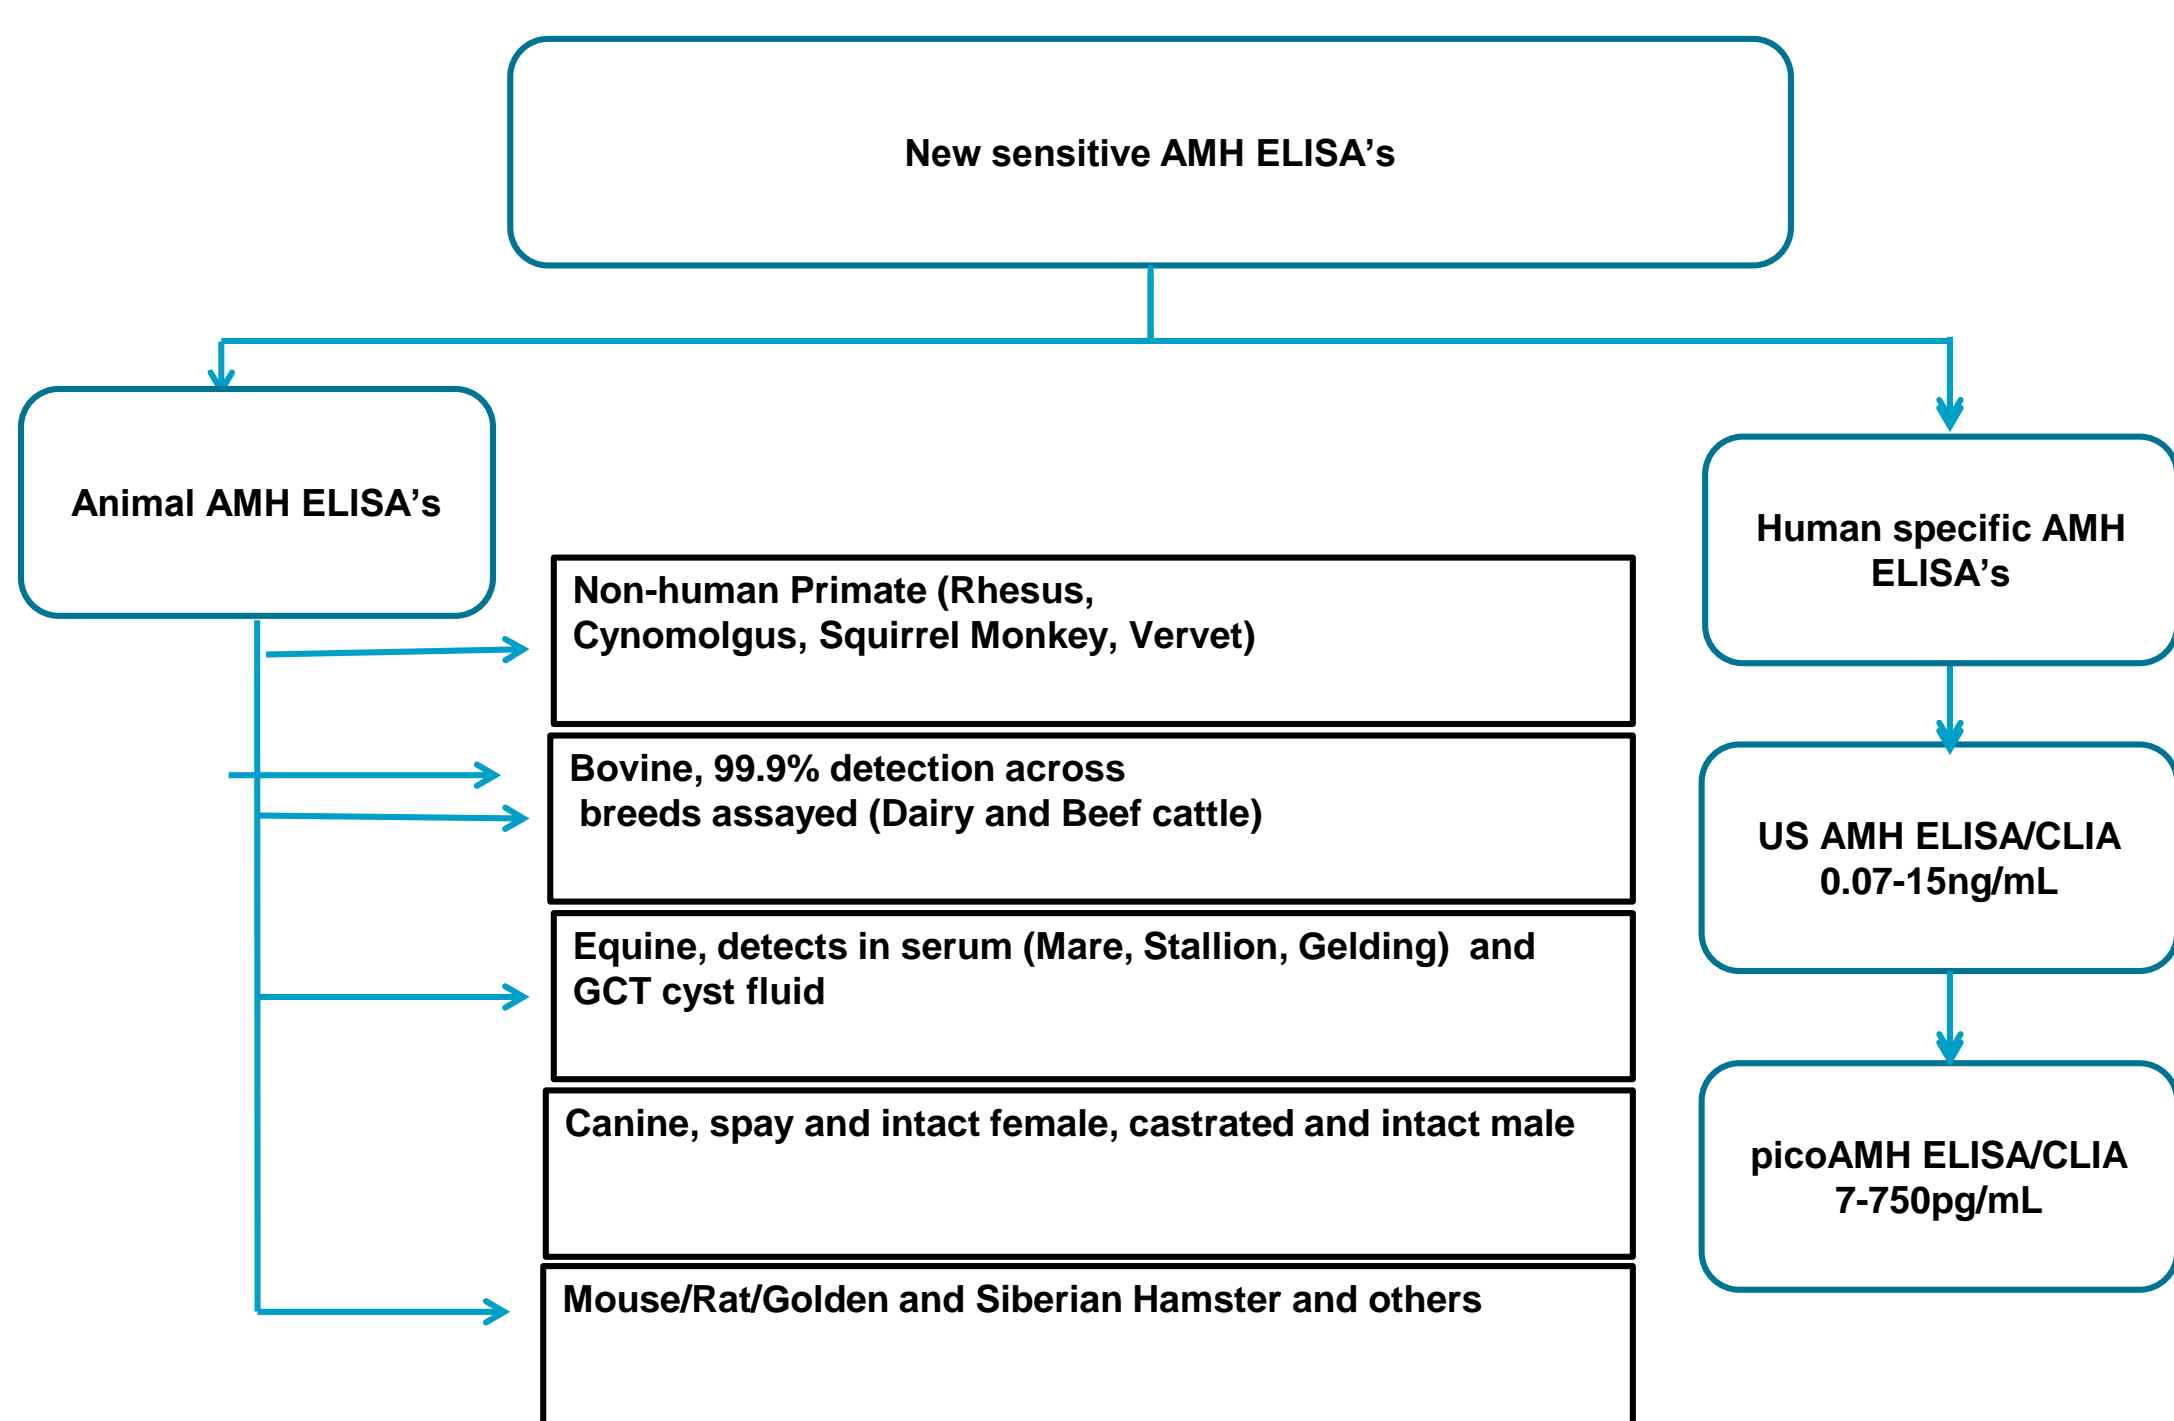 New sensitive AMH ELISA’s
Animal AMH ELISA’s
Non-human Primate (Rhesus,
Cynomolgus, Squirrel Monkey, Vervet)
Bovine, 99.9% detection across
breeds assayed (Dairy and Beef cattle)
Equine, detects in serum (Mare, Stallion, Gelding)  and
GCT cyst fluid
Canine, spay and intact female, castrated and intact male
Mouse/Rat/Golden and Siberian Hamster and others
Human specific AMH
ELISA’s
US AMH ELISA/CLIA
0.07-15ng/mL
picoAMH ELISA/CLIA
7-750pg/mL